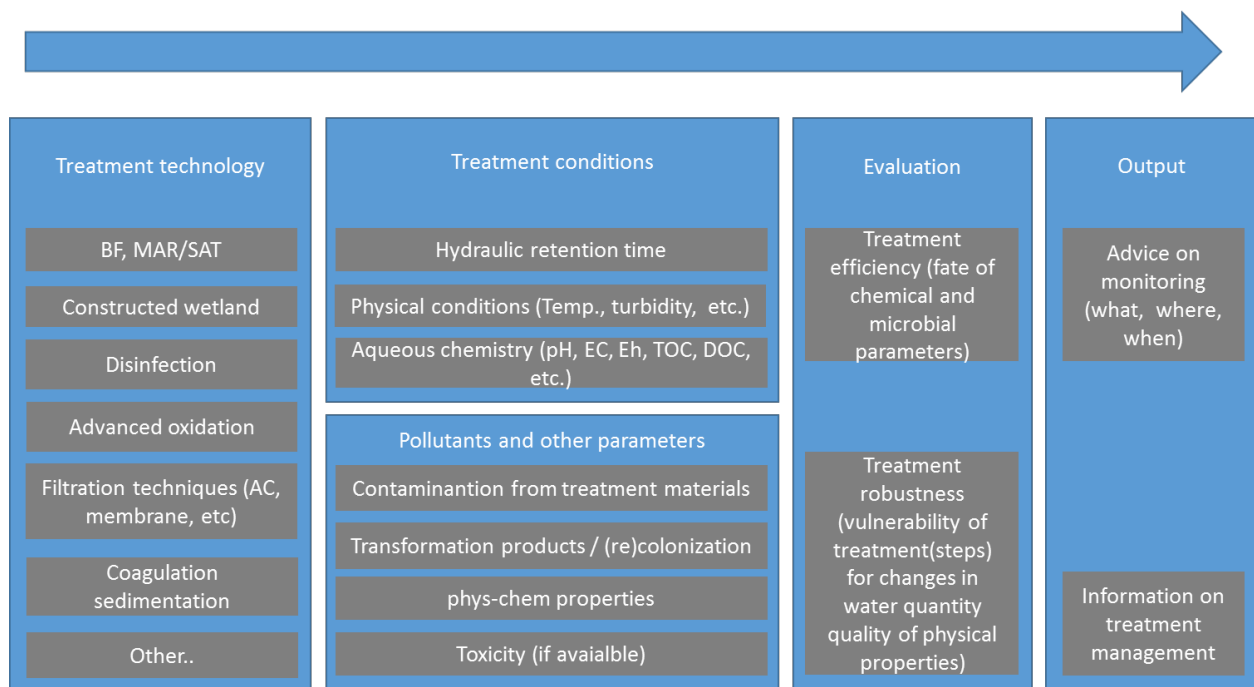 Treatment technology
BF, MAR/SAT
Constructed wetland
Disinfection
Advanced oxidation
Filtration techniques (AC,
membrane, etc)
Coagulation
sedimentation
Other..
Treatment conditions
Hydraulic retention time
Physical conditions (Temp., turbidity, etc.)
Aqueous chemistry (pH, EC, Eh, TOC, DOC,
etc.)
Pollutants and other parameters
Contaminantion from treatment materials
Transformation products / (re)colonization
phys-chem properties
Toxicity (if avaialble)
Evaluation
Treatment
efficiency (fate of
chemical and
microbial
parameters)
Treatment
robustness
(vulnerability of
treatment(steps)
for changes in
water quantity
quality of physical
properties)
Output
Advice on
monitoring
(what, where,
when)
Information on
treatment
management